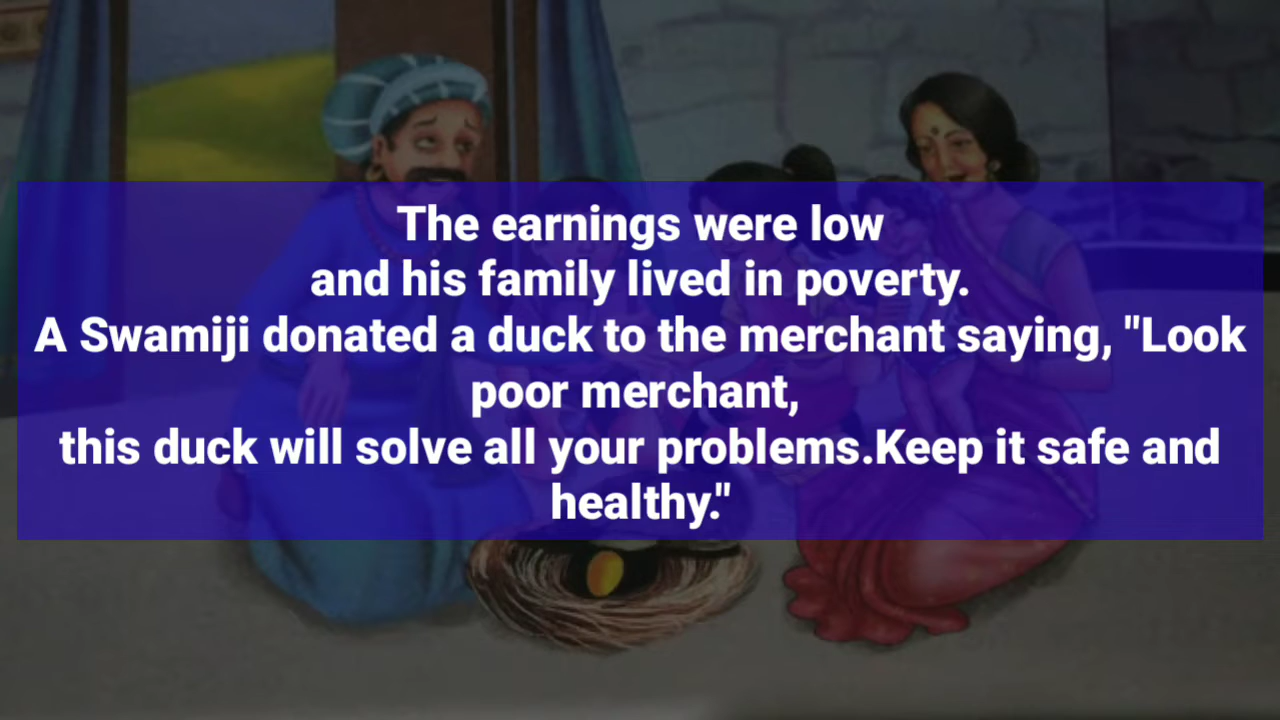 The earnings were low
and his family lived in poverty.
A Swamiji donated a duck to the merchant saying, "Look
poor merchant,
this duck will solve all your problems.Keep it safe and
healthy."